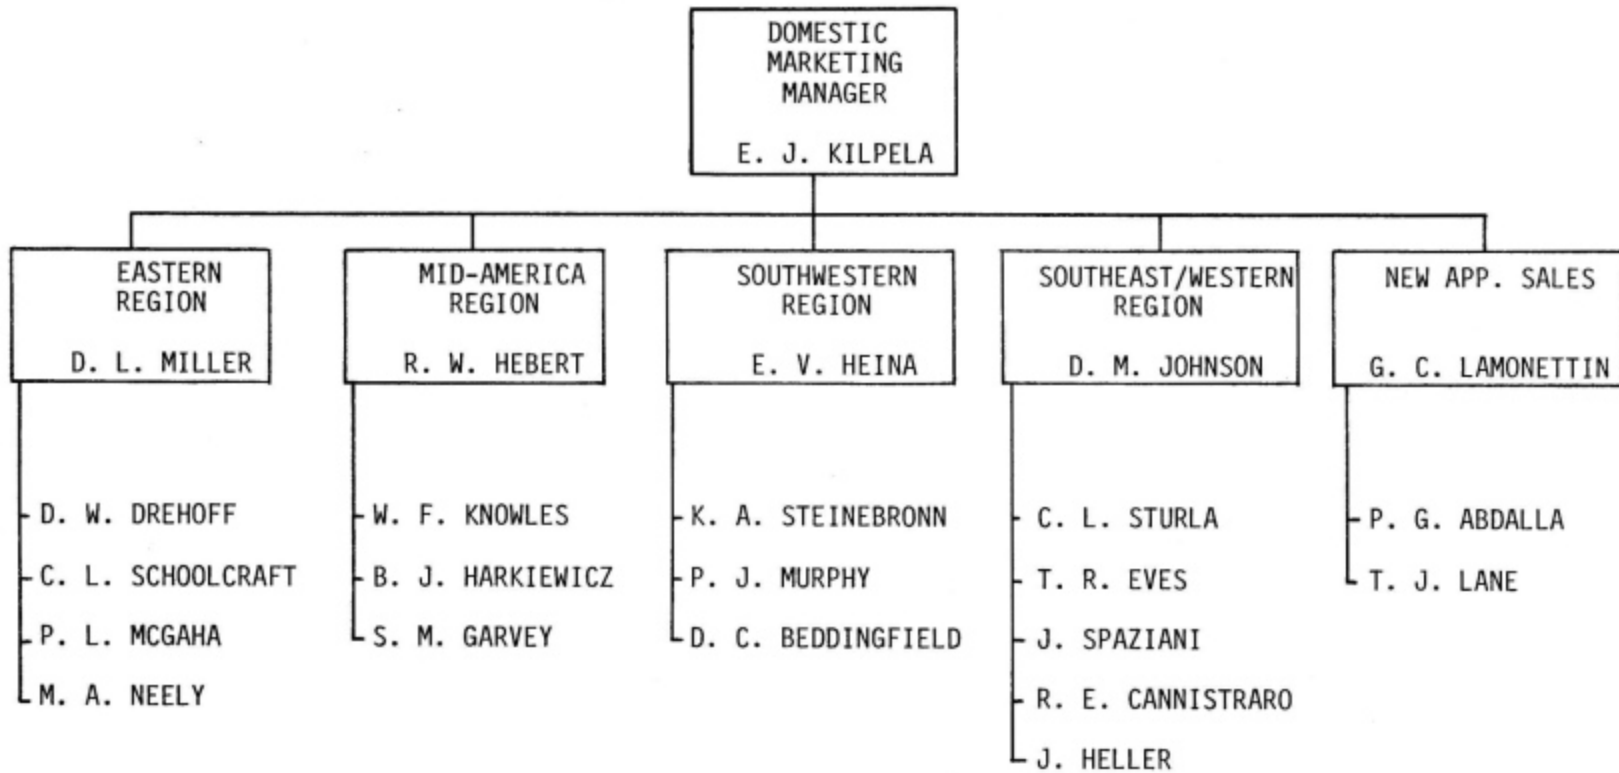 DOMESTIC
MARKETING
MANAGER
E. J. KILPELA
EASTERN
REGION
D. L. MILLER
D. W. DREHOFF
C. L. SCHOOLCRAFT
P. L. MCGAHA
M. A. NEELY
MID-AMERICA
REGION
R. W. HEBERT
W. F. KNOWLES
B. J. HARKIEWICZ
S. M. GARVEY
SOUTHWESTERN
REGION
E. V. HEINA
K. A. STEINEBRONN
P. J. MURPHY
D. C. BEDDINGFIELD
SOUTHEAST/WESTERN
REGION
D. M. JOHNSON
C. L. STURLA
T. R. EVES
J. SPAZIANI
R. E. CANNISTRARO
J. HELLER
NEW APP. SALES
G. C. LAMONETTIN
P. G. ABDALLA
T. J. LANE